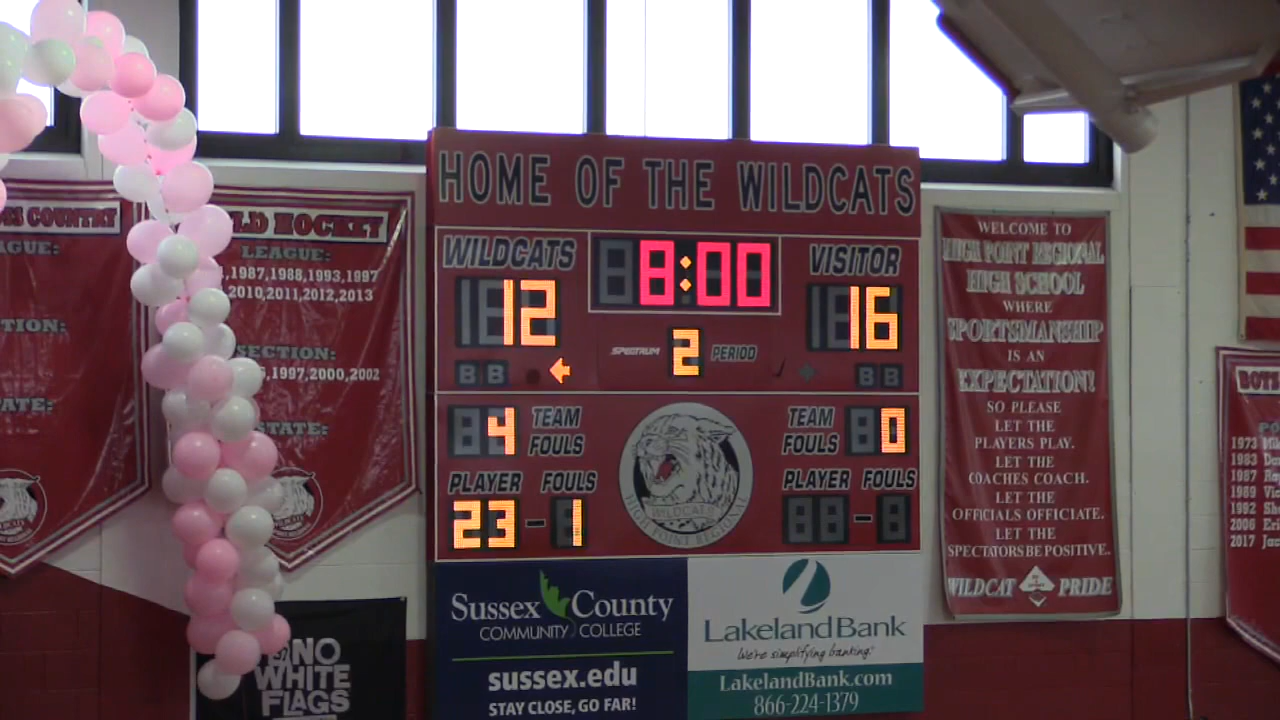 HOME OF THE WILDCATS
WILDCATS
8:00
VISITOR
12
16
SPECTRUM
2
PERIOD
4
TEAM
FOULS
TEAM
FOULS
0
PLAYER FOULS
PLAYER FOULS
23-1
WILDCATS
HIGH POINT REGIONAL
SUSSEX COUNTY
COMMUNITY COLLEGE
sussex.edu
STAY CLOSE, GO FAR!
LakelandBank
We're simplifying banking.
LakelandBank.com
866-224-1379
COUNTRY
LD HOCKEY
LEAGUE:
,1987,1988,1993,1997
2010,2011,2012,2013
SECTION:
,1997,2000,2002
STATE:
NO
WHITE
FLAGS
WELCOME TO
HIGH POINT REGIONAL
HIGH SCHOOL
WHERE
SPORTSMANSHIP
IS AN
EXPECTATION!
SO PLEASE
LET THE
PLAYERS PLAY.
LET THE
COACHES COACH.
LET THE
OFFICIALS OFFICIATE.
LET THE
SPECTATORS BE POSITIVE.
WILDCAT PRIDE
1973
1983
1987
1989
1992
2006
2017